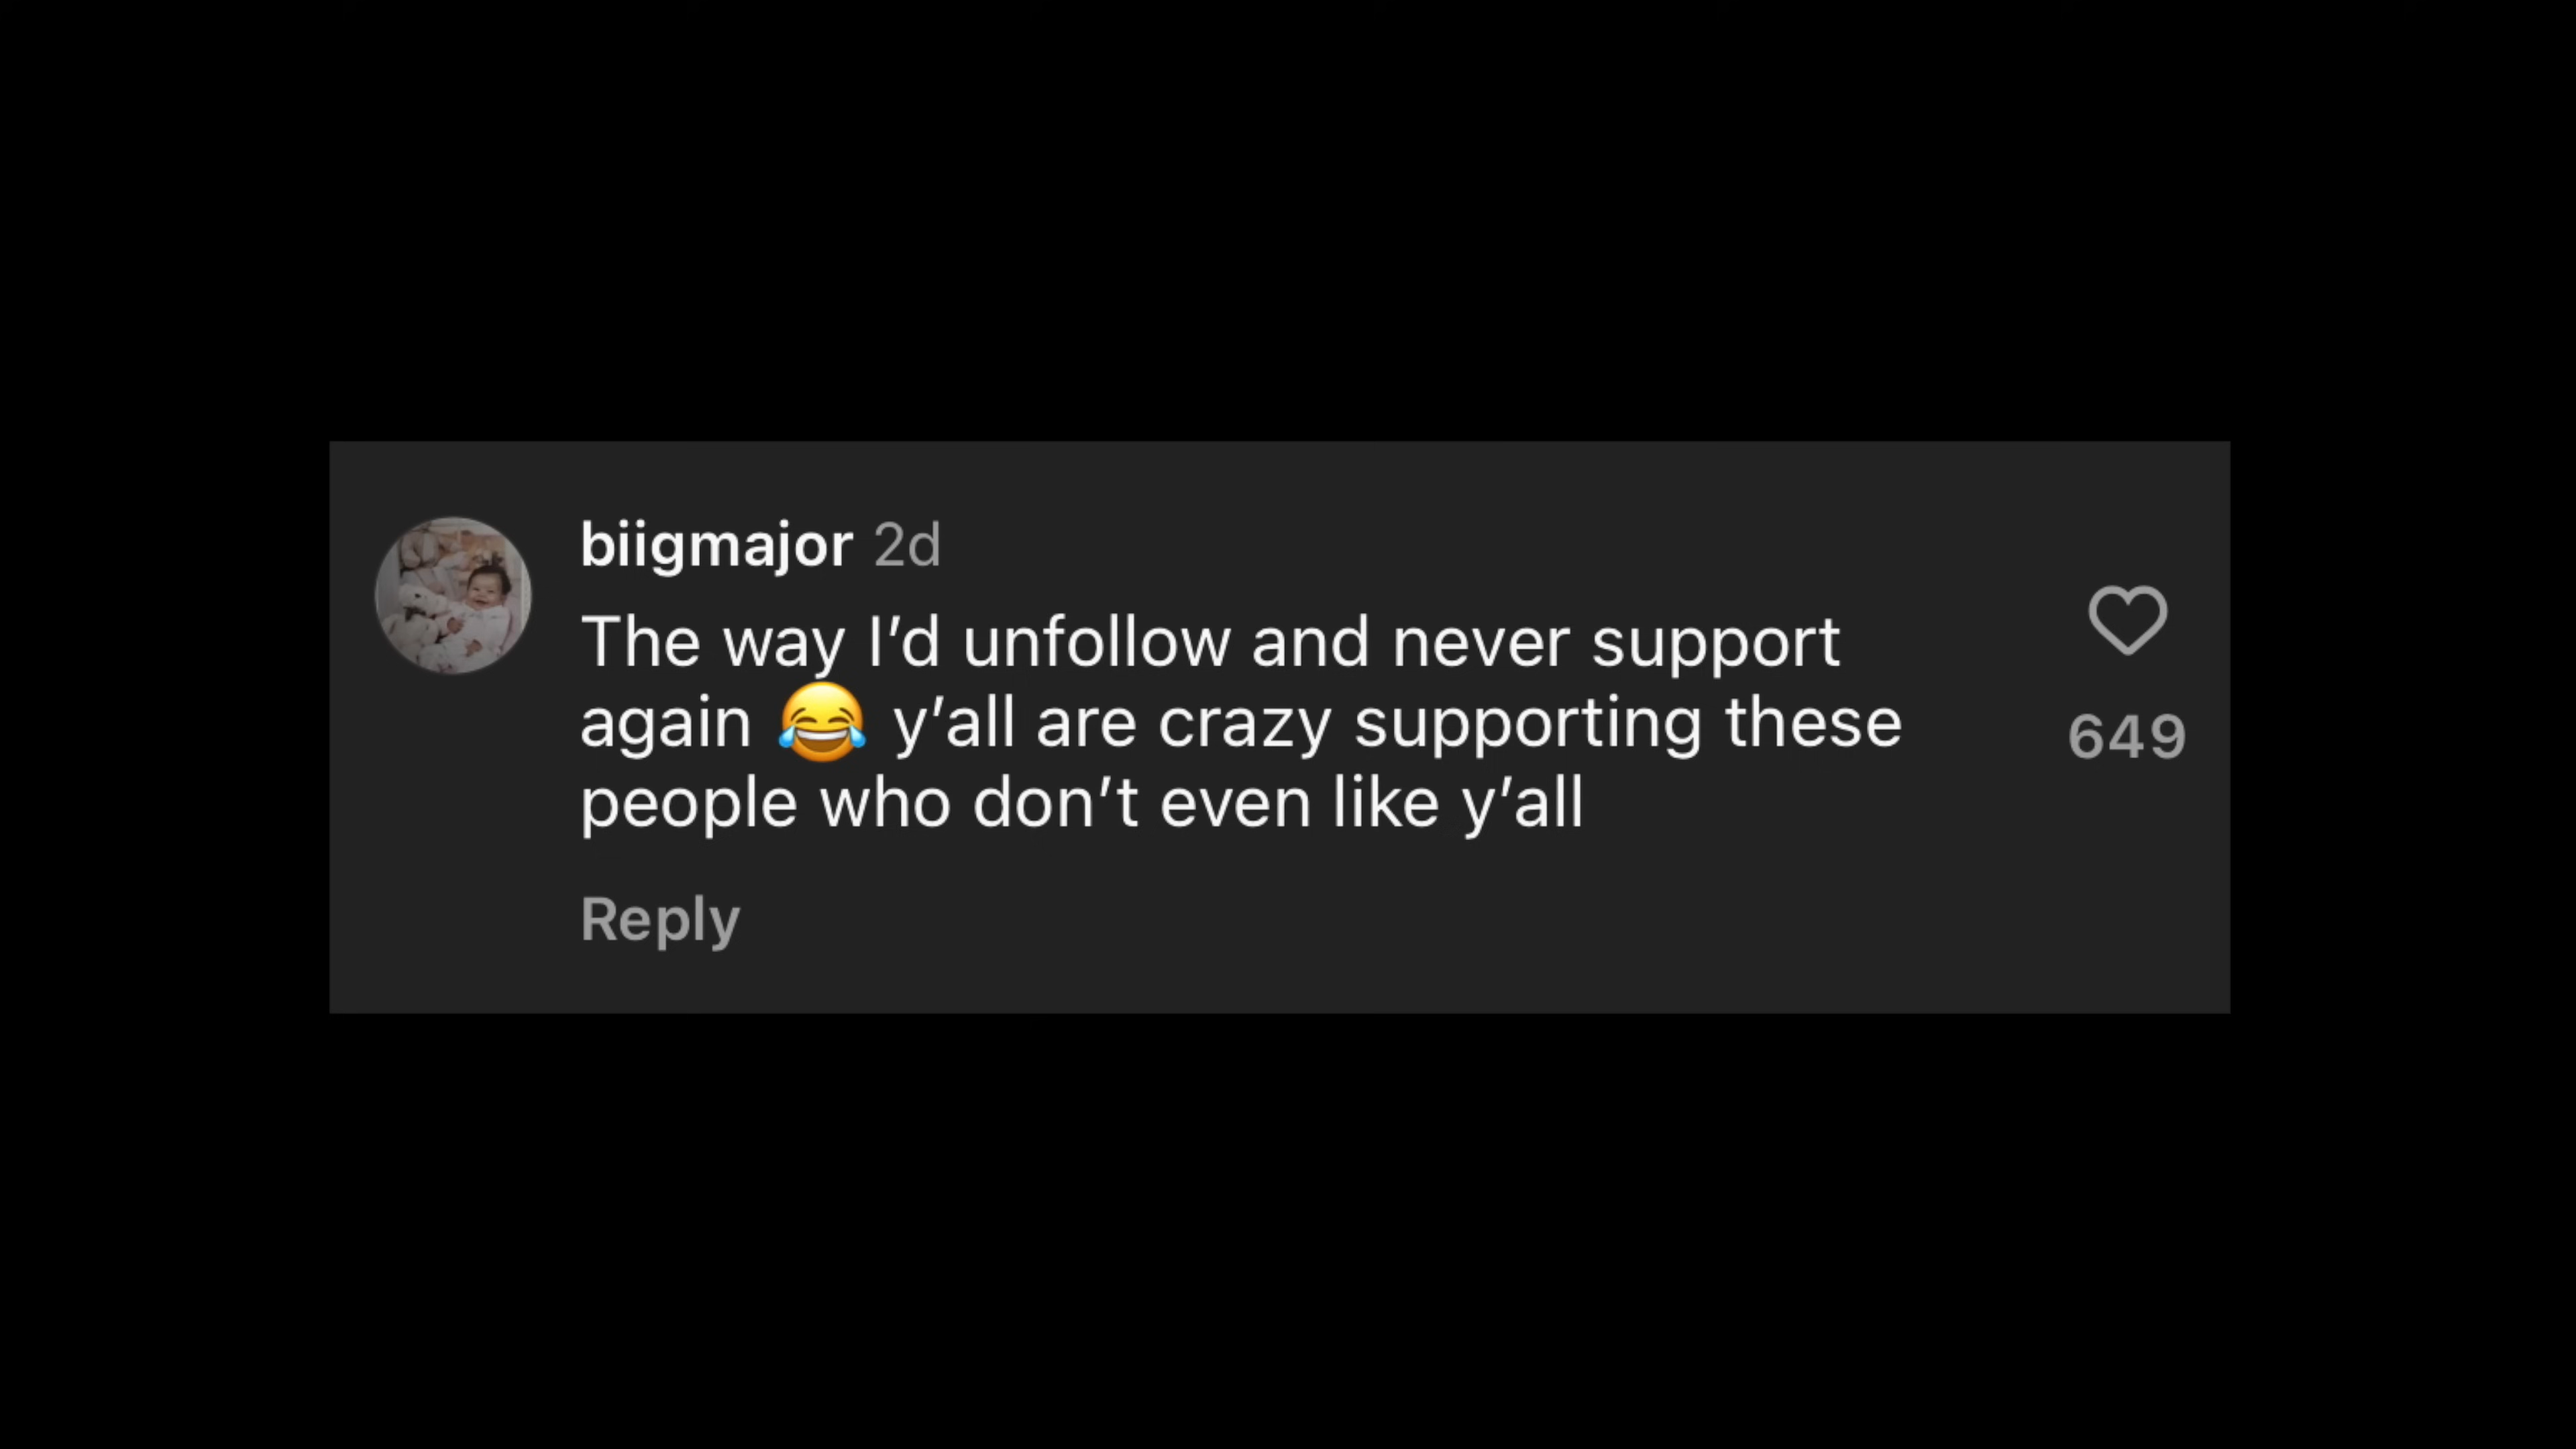 biigmajor 2d
The way I’d unfollow and never support
again 😂 y’all are crazy supporting these
people who don’t even like y’all
649
Reply